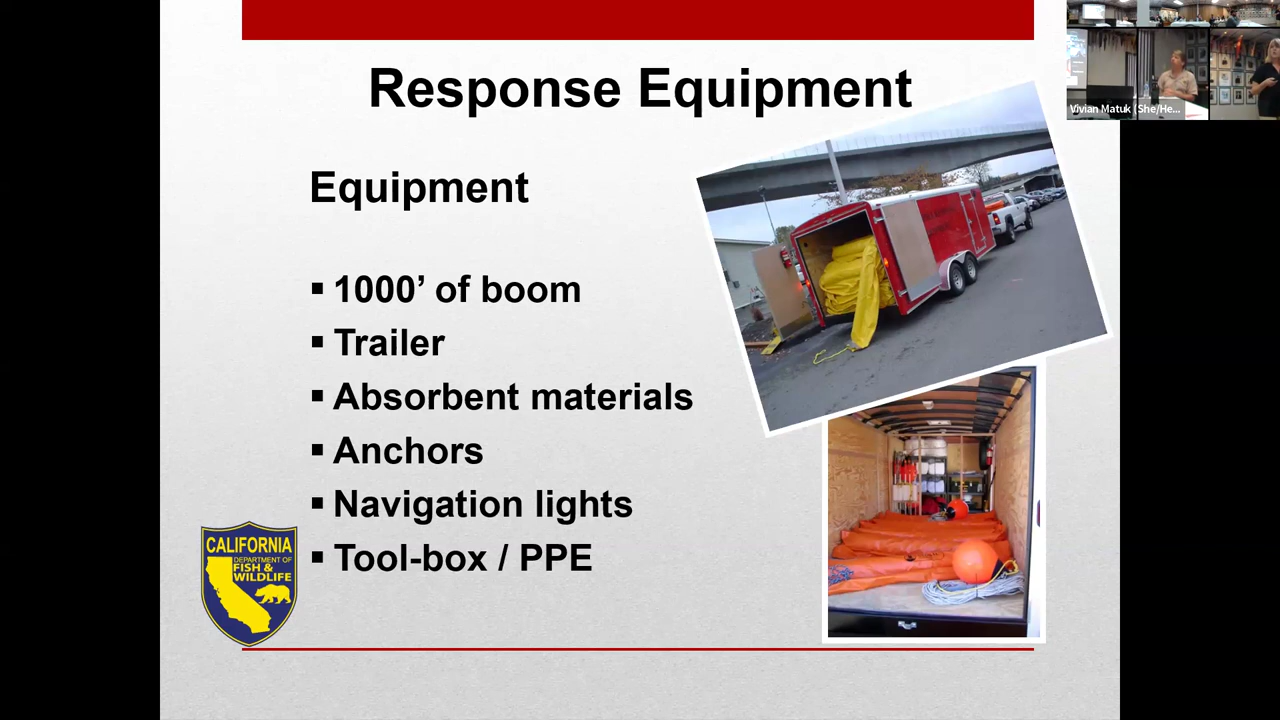 Response Equipment
Equipment
▪ 1000’ of boom
▪ Trailer
▪ Absorbent materials
▪ Anchors
▪ Navigation lights
▪ Tool-box / PPE
CALIFORNIA
DEPARTMENT OF
FISH &
WILDLIFE
Vivian Matuk (She/He...